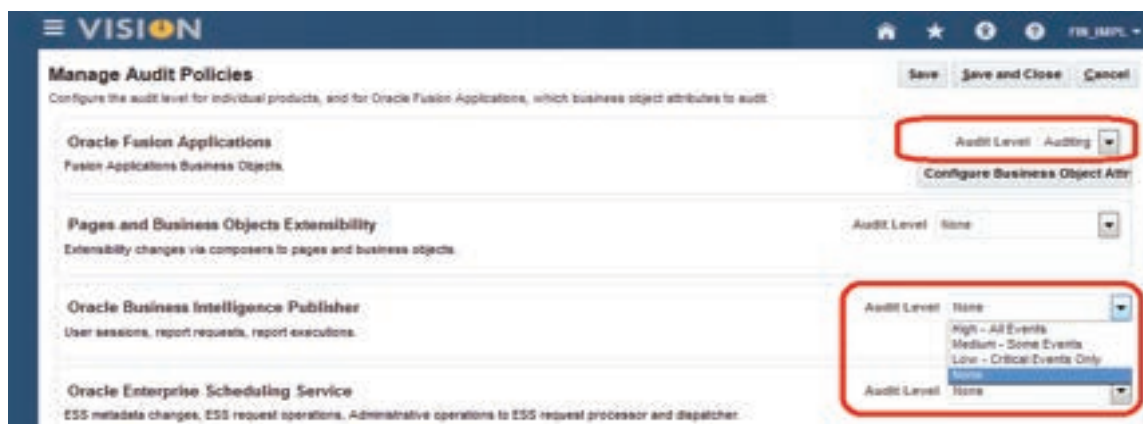 VISION
FIN_IMPL
Manage Audit Policies
Save Save and Close Cancel
Configure the audit level for individual products, and for Oracle Fusion Applications, which business object attributes to audit.
Oracle Fusion Applications
Audit Level Auditing
Fusion Applications Business Objects.
Configure Business Object Attr
Pages and Business Objects Extensibility
Audit Level None
Extensibility changes via composers to pages and business objects.
Oracle Business Intelligence Publisher
Audit Level None
User sessions, report requests, report executions.
High - All Events
Medium - Some Events
Low - Critical Events Only
None
Oracle Enterprise Scheduling Service
Audit Level None
ESS metadata changes, ESS request operations, Administrative operations to ESS request processor and dispatcher.